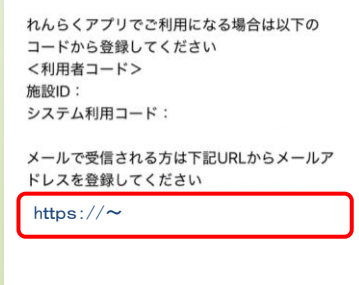 れんらくアプリでご利用になる場合は以下の
コードから登録してください
＜利用者コード＞
施設ID：
システム利用コード：
メールで受信される方は下記URLからメールア
ドレスを登録してください
https://～